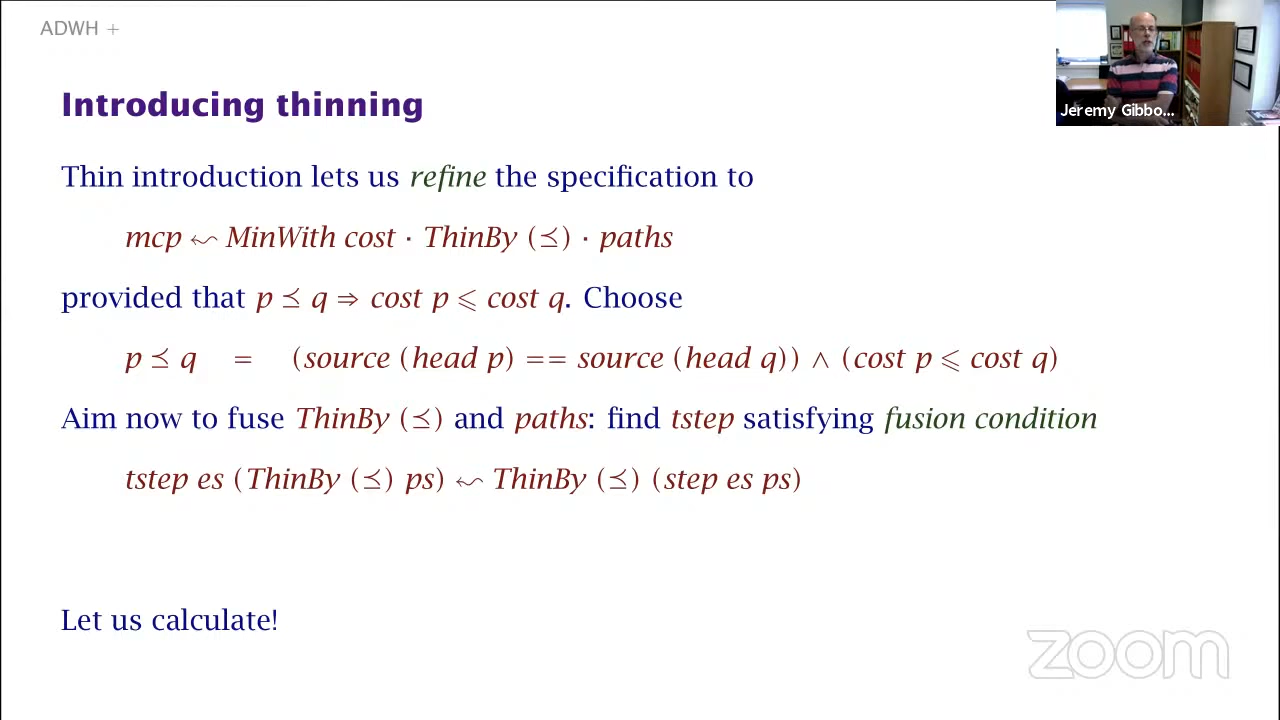 ADWH +
Introducing thinning
Thin introduction lets us refine the specification to
mcp ⬿ MinWith cost · ThinBy (⪯) · paths
provided that p ⪯ q ⇒ cost p ⩽ cost q. Choose
p ⪯ q = (source (head p) == source (head q)) ∧ (cost p ⩽ cost q)
Aim now to fuse ThinBy (⪯) and paths: find tstep satisfying fusion condition
tstep es (ThinBy (⪯) ps) ⬿ ThinBy (⪯) (step es ps)
Let us calculate!
Jeremy Gibbo...
zoom